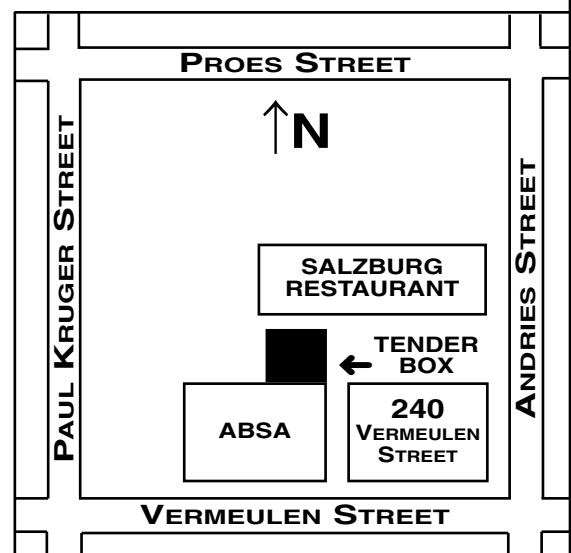 PROES STREET
N
PAUL KRUGER STREET
ANDRIES STREET
SALZBURG
RESTAURANT
TENDER
BOX
ABSA
240
VERMEULEN
STREET
VERMEULEN STREET